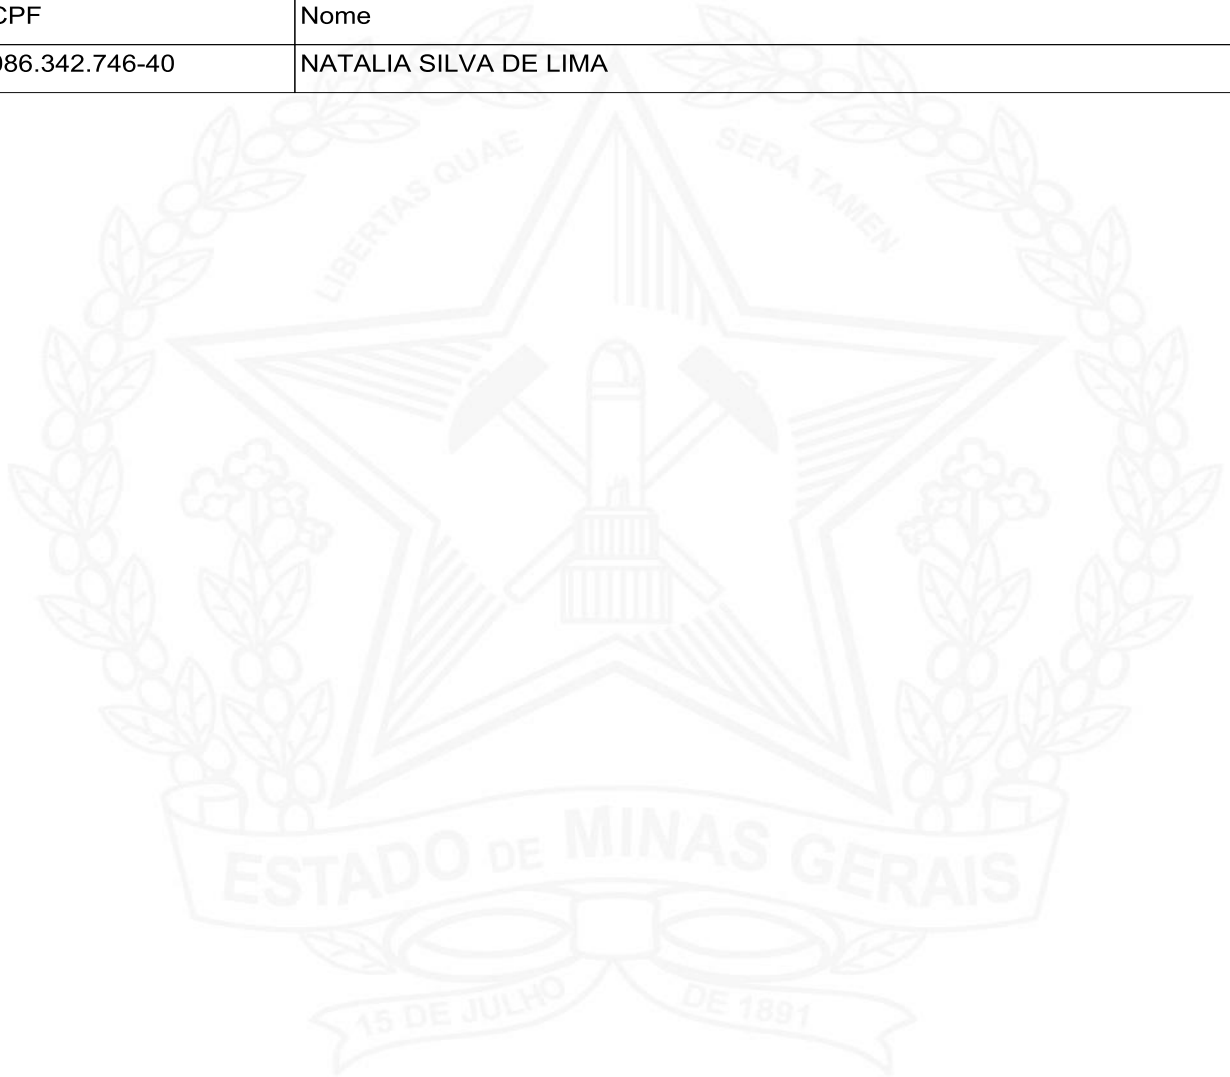 CPF Nome
086.342.746-40 NATALIA SILVA DE LIMA
LIBERTAS QUAE SERA TAMEN
ESTADO DE MINAS GERAIS
15 DE JULHO DE 1891